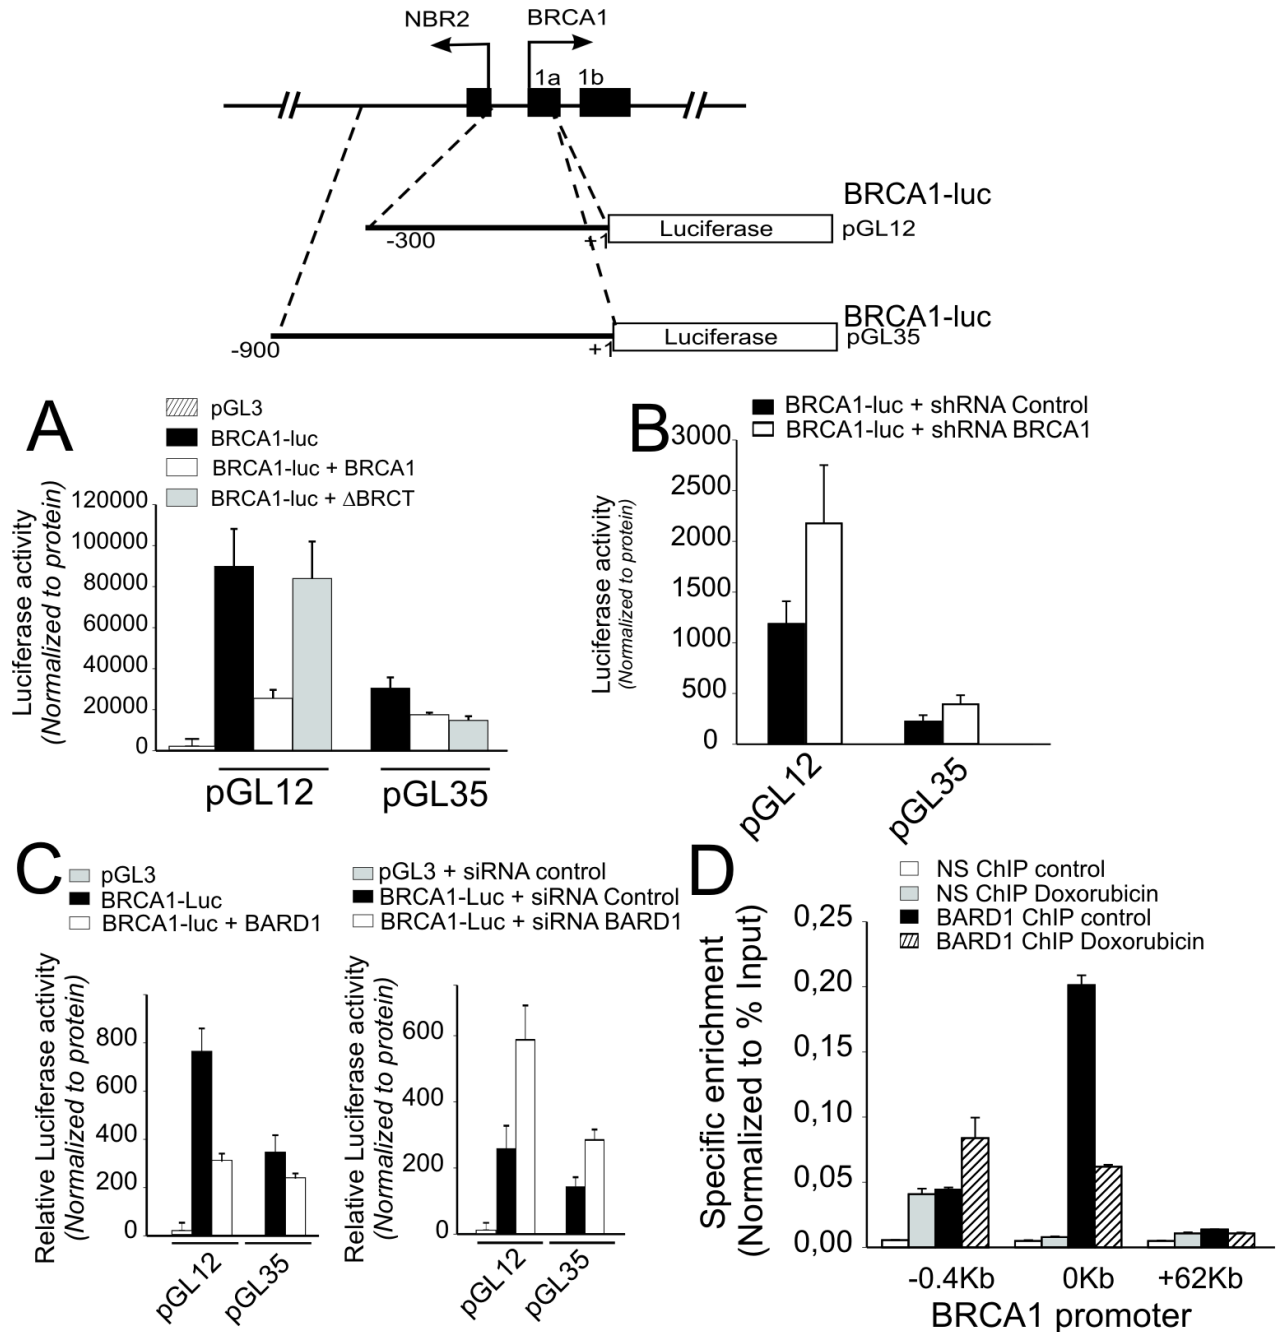 NBR2
BRCA1
1a
1b
BRCA1-luc
-300
+1
Luciferase
pGL12
BRCA1-luc
-900
+1
Luciferase
pGL35
A
pGL3
BRCA1-luc
BRCA1-luc + BRCA1
BRCA1-luc + ΔBRCT
Luciferase activity
(Normalized to protein)
120000
100000
80000
60000
40000
20000
0
pGL12
pGL35
B
BRCA1-luc + shRNA Control
BRCA1-luc + shRNA BRCA1
Luciferase activity
(Normalized to protein)
3000
2500
2000
1500
1000
500
0
pGL12
pGL35
C
pGL3
BRCA1-Luc
BRCA1-luc + BARD1
Relative Luciferase activity
(Normalized to protein)
800
600
400
200
0
pGL12
pGL35
pGL3 + siRNA control
BRCA1-Luc + siRNA Control
BRCA1-Luc + siRNA BARD1
Relative Luciferase activity
(Normalized to protein)
600
400
200
0
pGL12
pGL35
D
NS ChIP control
NS ChIP Doxorubicin
BARD1 ChIP control
BARD1 ChIP Doxorubicin
Specific enrichment
(Normalized to % Input)
0,25
0,20
0,15
0,10
0,05
0,00
-0.4Kb
0Kb
+62Kb
BRCA1 promoter